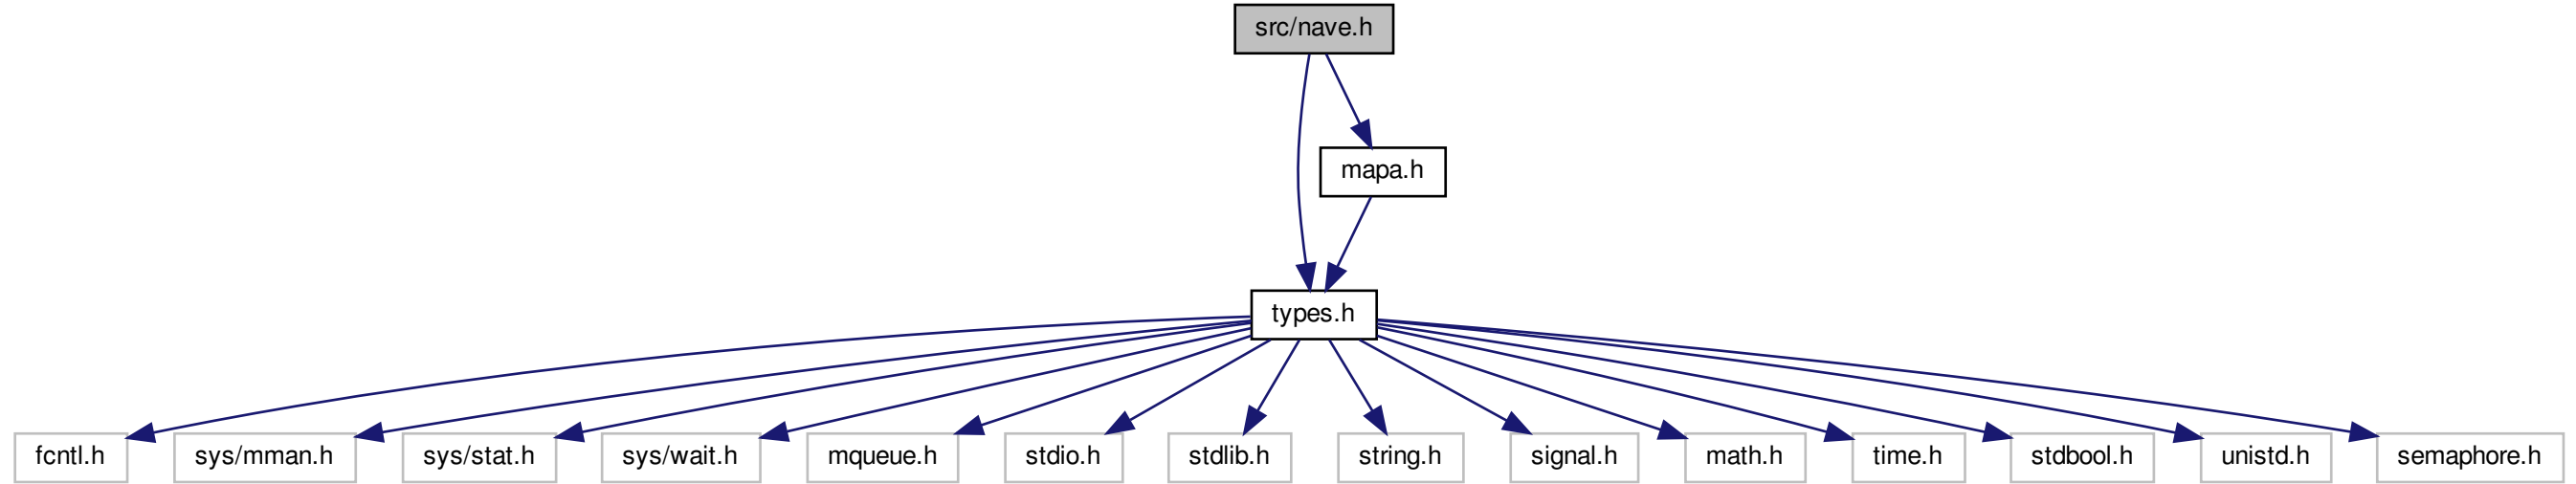 src/nave.h
mapa.h
types.h
fcntl.h
sys/mman.h
sys/stat.h
sys/wait.h
mqueue.h
stdio.h
stdlib.h
string.h
signal.h
math.h
time.h
stdbool.h
unistd.h
semaphore.h